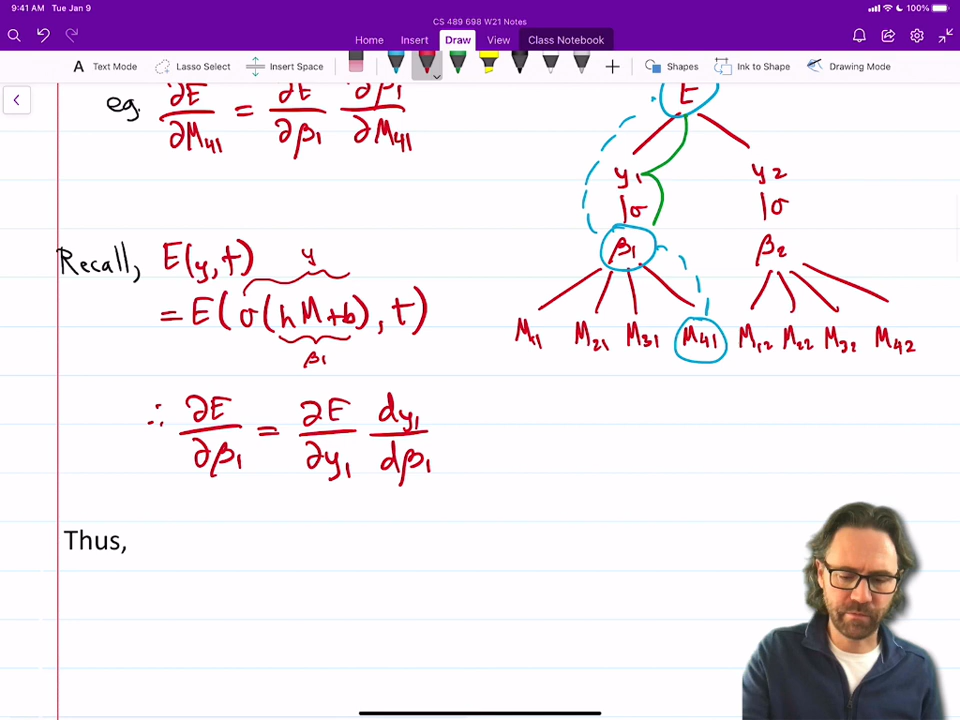 9:41 AM Tue Jan 9
100%
CS 489 698 W21 Notes
Home Insert Draw View Class Notebook
Text Mode Lasso Select Insert Space Shapes Ink to Shape Drawing Mode
eg. ∂E/∂M₄₁ = ∂E/∂β₁ ∂β₁/∂M₄₁
E
y₁ y₂
σ σ
β₁ β₂
M₁₁ M₂₁ M₃₁ M₄₁ M₁₂ M₂₂ M₃₂ M₄₂
Recall, E(y,t)
y
= E( σ(hM+b), t)
β₁
∴ ∂E/∂β₁ = ∂E/∂y₁ dy₁/dβ₁
Thus,